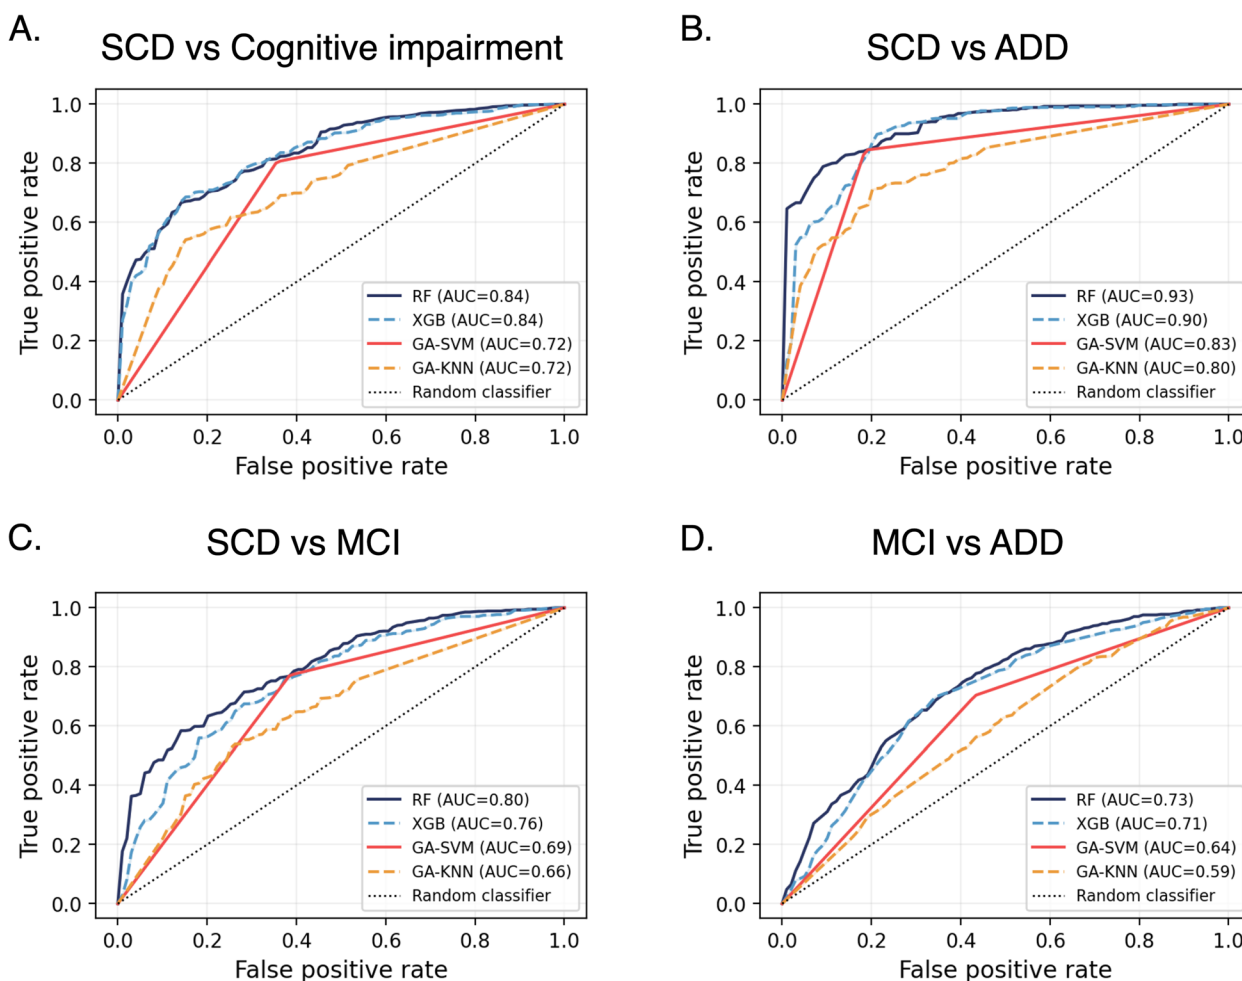 A.
SCD vs Cognitive impairment
True positive rate
1.0
0.8
0.6
0.4
0.2
0.0
RF (AUC=0.84)
XGB (AUC=0.84)
GA-SVM (AUC=0.72)
GA-KNN (AUC=0.72)
Random classifier
0.0 0.2 0.4 0.6 0.8 1.0
False positive rate
B.
SCD vs ADD
True positive rate
1.0
0.8
0.6
0.4
0.2
0.0
RF (AUC=0.93)
XGB (AUC=0.90)
GA-SVM (AUC=0.83)
GA-KNN (AUC=0.80)
Random classifier
0.0 0.2 0.4 0.6 0.8 1.0
False positive rate
C.
SCD vs MCI
True positive rate
1.0
0.8
0.6
0.4
0.2
0.0
RF (AUC=0.80)
XGB (AUC=0.76)
GA-SVM (AUC=0.69)
GA-KNN (AUC=0.66)
Random classifier
0.0 0.2 0.4 0.6 0.8 1.0
False positive rate
D.
MCI vs ADD
True positive rate
1.0
0.8
0.6
0.4
0.2
0.0
RF (AUC=0.73)
XGB (AUC=0.71)
GA-SVM (AUC=0.64)
GA-KNN (AUC=0.59)
Random classifier
0.0 0.2 0.4 0.6 0.8 1.0
False positive rate